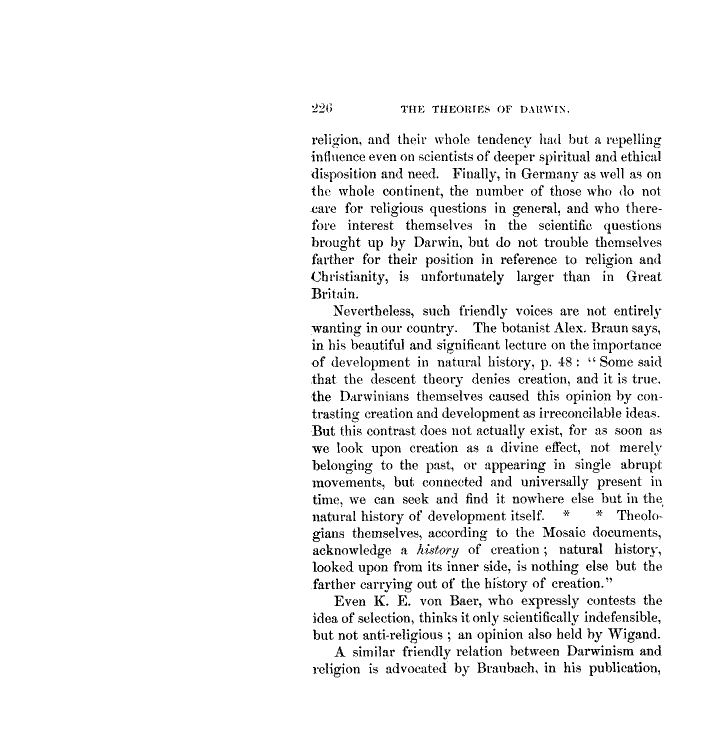 226 THE THEORIES OF DARWIN.
religion, and their whole tendency had but a repelling
influence even on scientists of deeper spiritual and ethical
disposition and need. Finally, in Germany as well as on
the whole continent, the number of those who do not
care for religious questions in general, and who there-
fore interest themselves in the scientific questions
brought up by Darwin, but do not trouble themselves
farther for their position in reference to religion and
Christianity, is unfortunately larger than in Great
Britain.
Nevertheless, such friendly voices are not entirely
wanting in our country. The botanist Alex. Braun says,
in his beautiful and significant lecture on the importance
of development in natural history, p. 48: “Some said
that the descent theory denies creation, and it is true.
the Darwinians themselves caused this opinion by con-
trasting creation and development as irreconcilable ideas.
But this contrast does not actually exist, for as soon as
we look upon creation as a divine effect, not merely
belonging to the past, or appearing in single abrupt
movements, but connected and universally present in
time, we can seek and find it nowhere else but in the
natural history of development itself. * * Theolo-
gians themselves, according to the Mosaic documents,
acknowledge a history of creation; natural history,
looked upon from its inner side, is nothing else but the
farther carrying out of the history of creation.”
Even K. E. von Baer, who expressly contests the
idea of selection, thinks it only scientifically indefensible,
but not anti-religious; an opinion also held by Wigand.
A similar friendly relation between Darwinism and
religion is advocated by Braubach, in his publication,